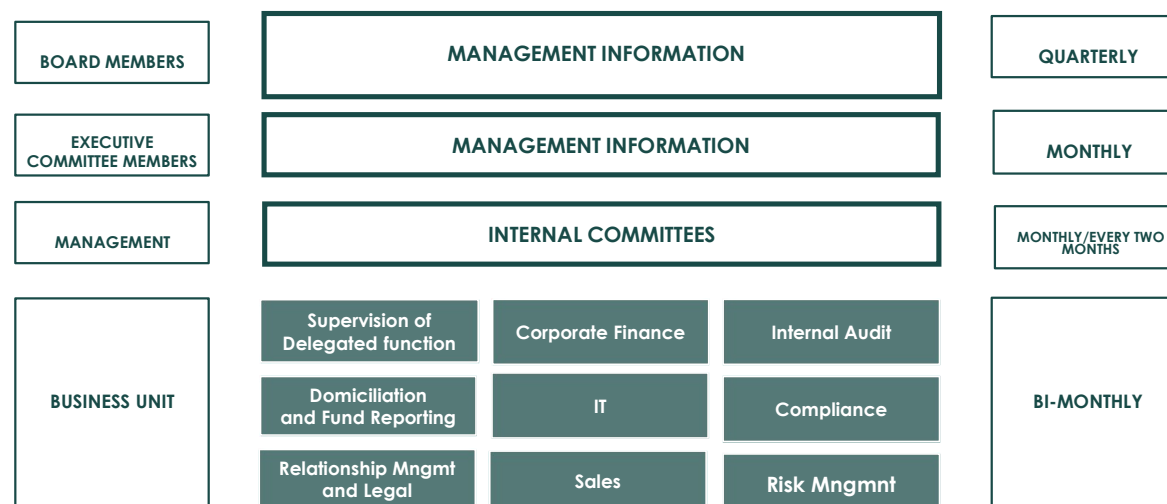 BOARD MEMBERS
MANAGEMENT INFORMATION
QUARTERLY
EXECUTIVE
COMMITTEE MEMBERS
MANAGEMENT INFORMATION
MONTHLY
MANAGEMENT
INTERNAL COMMITTEES
MONTHLY/EVERY TWO
MONTHS
BUSINESS UNIT
Supervision of
Delegated function
Corporate Finance
Internal Audit
Domiciliation
and Fund Reporting
IT
Compliance
Relationship Mngmt
and Legal
Sales
Risk Mngmnt
BI-MONTHLY